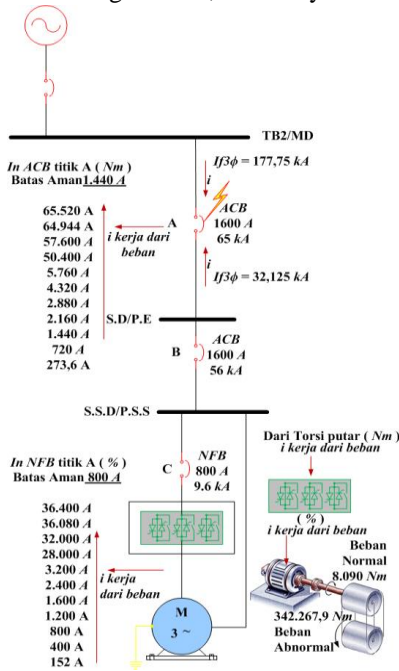 TB2/MD
In ACB titik A ( Nm )
Batas Aman 1.440 A
65.520 A
64.944 A
57.600 A
50.400 A
5.760 A
4.320 A
2.880 A
2.160 A
1.440 A
720 A
273,6 A
A
i kerja dari
beban
If3ϕ = 177,75 kA
i
ACB
1600 A
65 kA
i
If3ϕ = 32,125 kA
S.D/P.E
B
ACB
1600 A
56 kA
S.S.D/P.S.S
In NFB titik A ( % )
Batas Aman 800 A
36.400 A
36.080 A
32.000 A
28.000 A
3.200 A
2.400 A
1.600 A
1.200 A
800 A
400 A
152 A
C
NFB
800 A
9.6 kA
i kerja
dari beban
M
3 ~
Dari Torsi putar ( Nm )
i kerja dari beban
( % )
i kerja dari beban
Beban
Normal
8.090 Nm
342.267,9 Nm
Beban
Abnormal